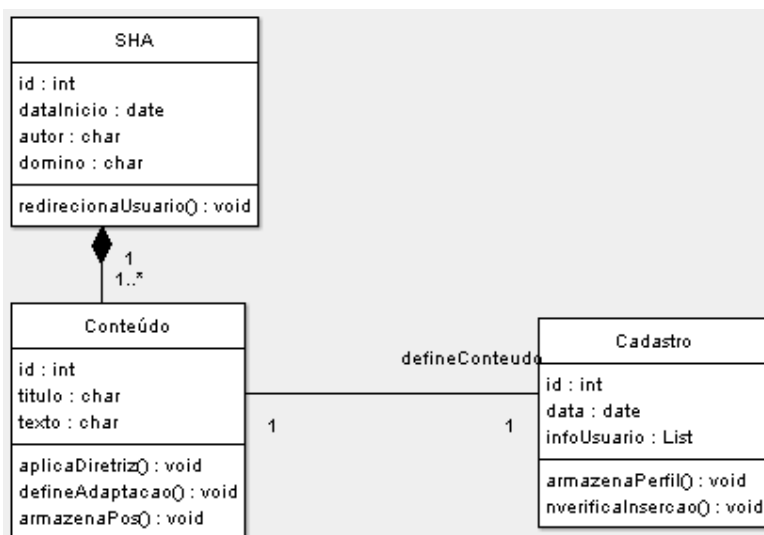 SHA
id : int
dataInicio : date
autor : char
domino : char
redirecionaUsuario() : void
1
1..*
Conteúdo
id : int
titulo : char
texto : char
aplicaDiretriz() : void
defineAdaptacao() : void
armazenaPos() : void
defineConteudo
1
1
Cadastro
id : int
data : date
infoUsuario : List
armazenaPerfil() : void
nverificaInsercao() : void